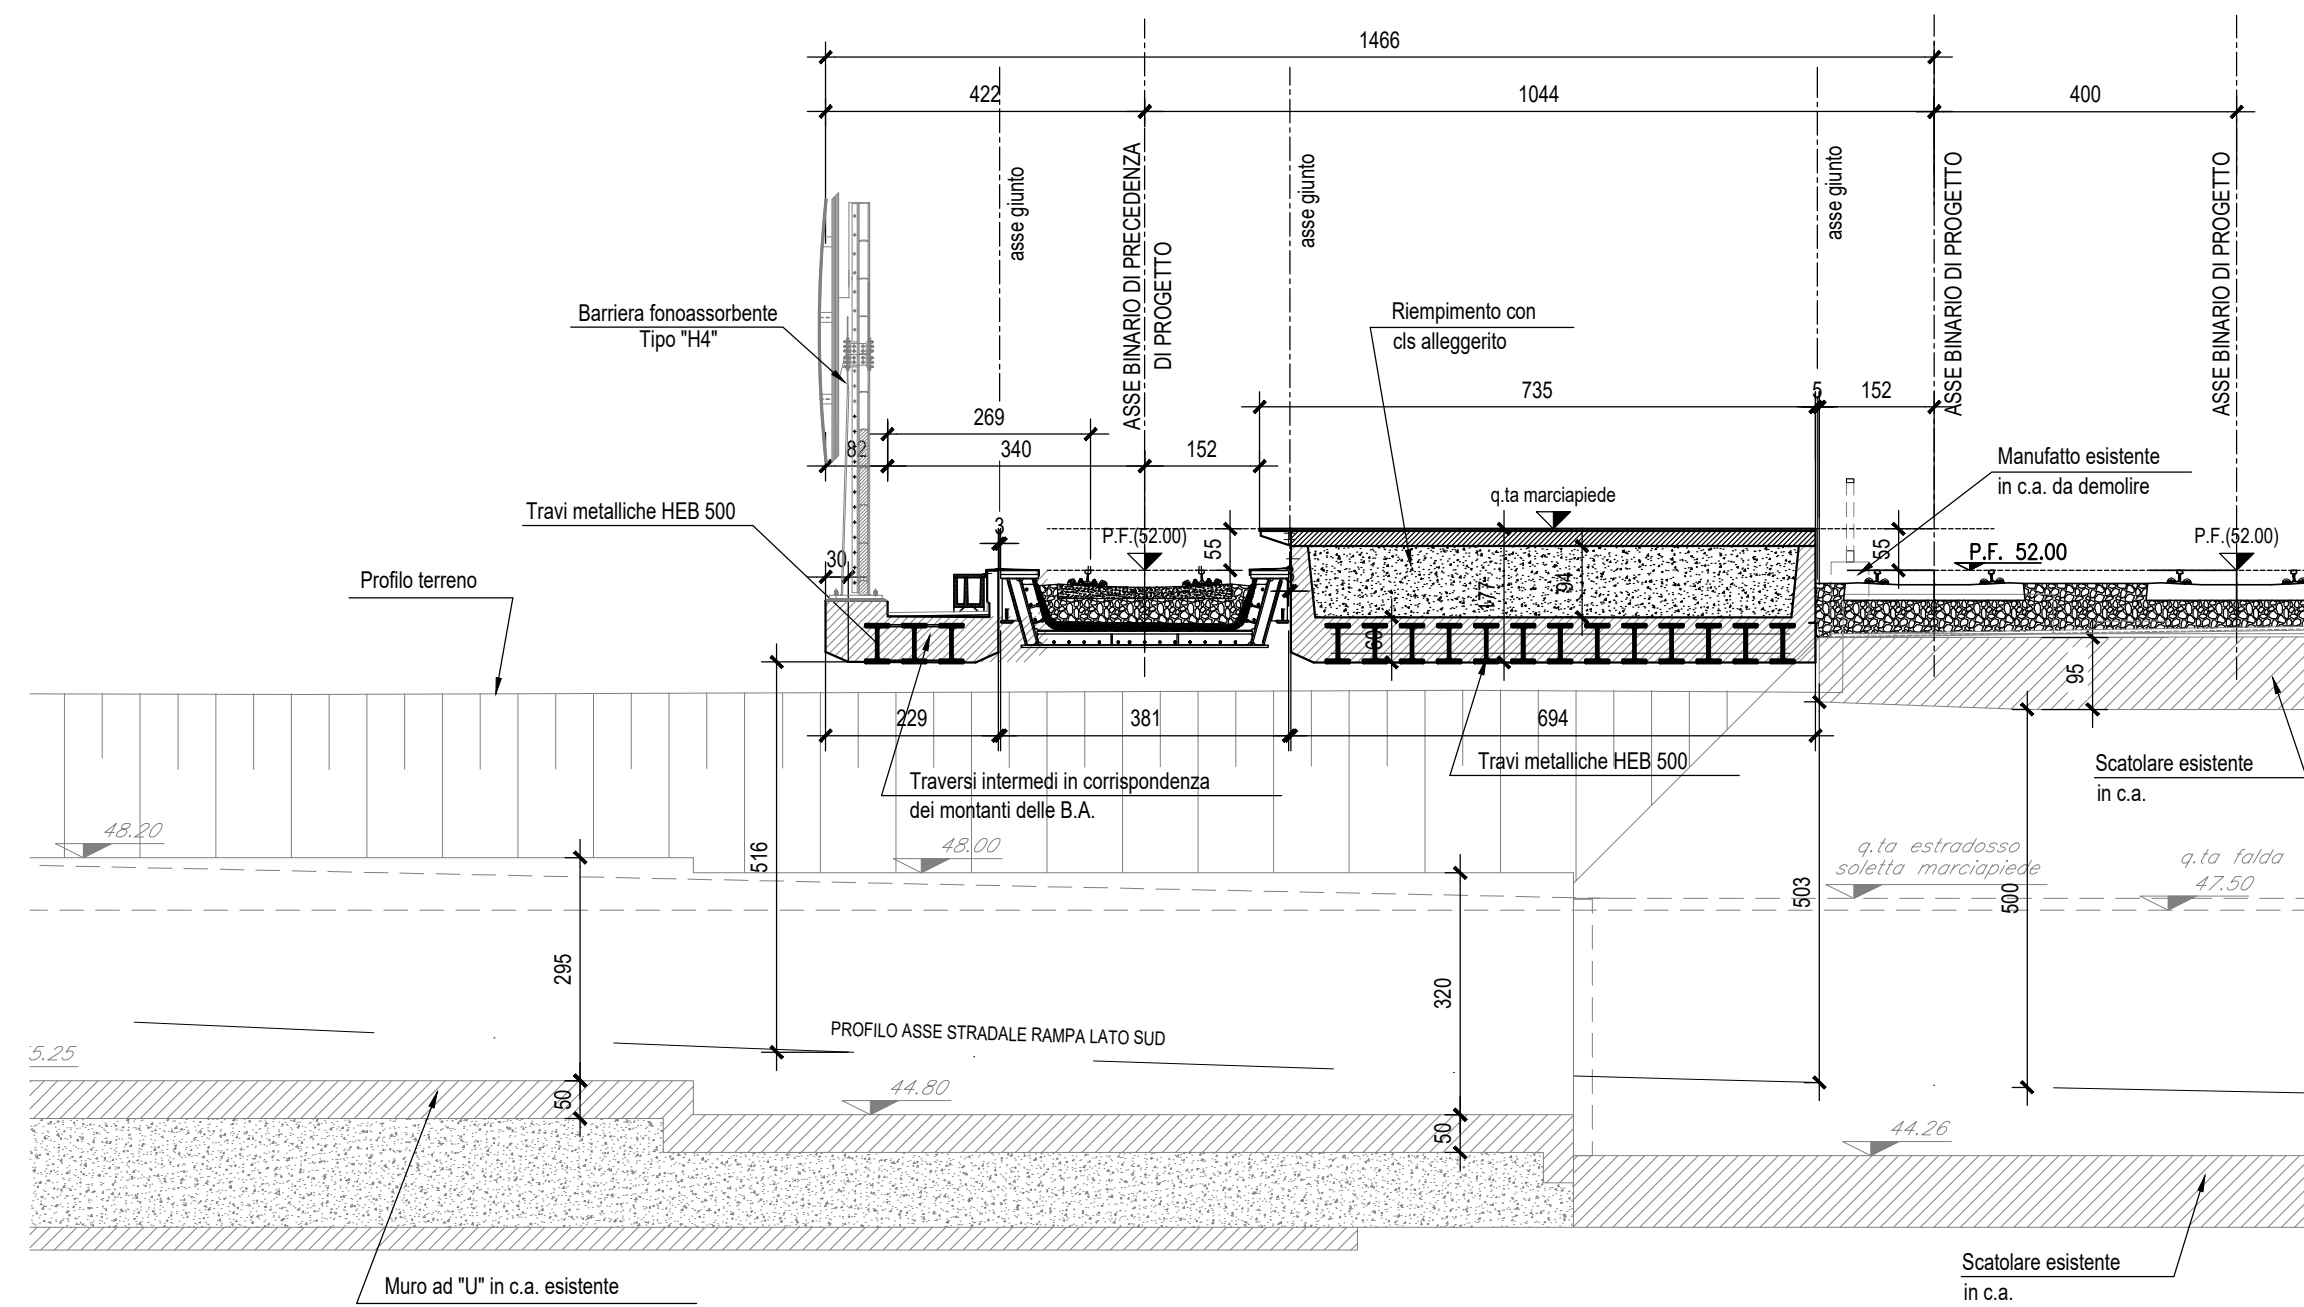 1466
422
1044
400
asse giunto
ASSE BINARIO DI PRECEDENZA
DI PROGETTO
asse giunto
asse giunto
ASSE BINARIO DI PROGETTO
ASSE BINARIO DI PROGETTO
Barriera fonoassorbente
Tipo "H4"
Riempimento con
cls alleggerito
735
5
152
269
82
340
152
Manufatto esistente
in c.a. da demolire
Travi metalliche HEB 500
q.ta marciapiede
3
P.F.(52.00)
55
55
P.F. 52.00
P.F.(52.00)
30
Profilo terreno
177
94
60
95
229
381
694
Travi metalliche HEB 500
Scatolare esistente
in c.a.
Traversi intermedi in corrispondenza
dei montanti delle B.A.
48.20
48.00
516
q.ta estradosso
soletta marciapiede
q.ta falda
47.50
503
500
295
320
PROFILO ASSE STRADALE RAMPA LATO SUD
5.25
44.80
50
50
44.26
Scatolare esistente
in c.a.
Muro ad "U" in c.a. esistente